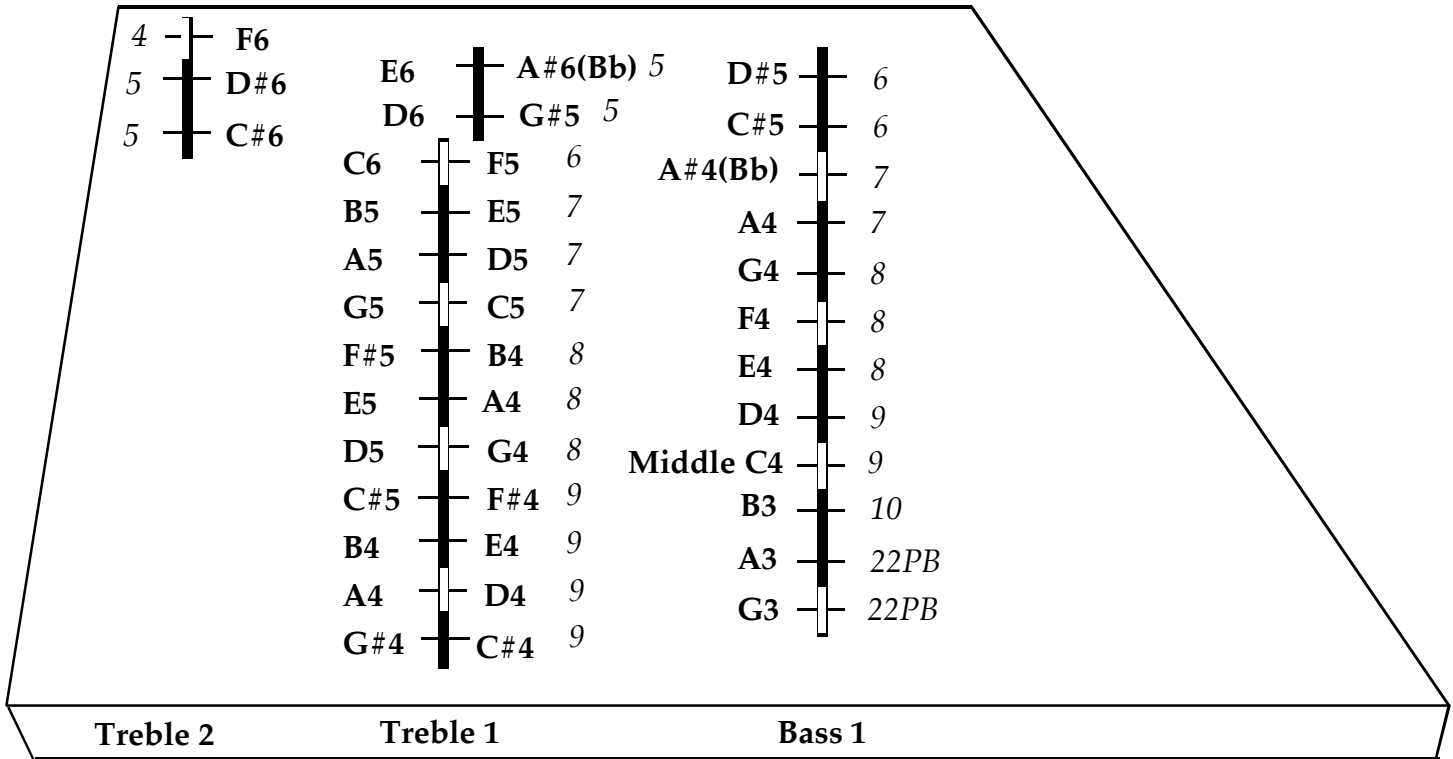 4 F6
5 D#6
5 C#6
E6 A#6(Bb) 5
D6 G#5 5
C6 F5 6
B5 E5 7
A5 D5 7
G5 C5 7
F#5 B4 8
E5 A4 8
D5 G4 8
C#5 F#4 9
B4 E4 9
A4 D4 9
G#4 C#4 9
D#5 6
C#5 6
A#4(Bb) 7
A4 7
G4 8
F4 8
E4 8
D4 9
Middle C4 9
B3 10
A3 22PB
G3 22PB
Treble 2 Treble 1 Bass 1